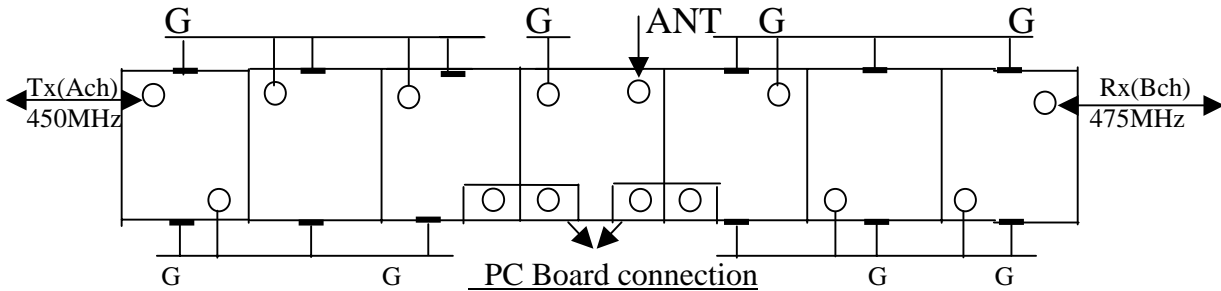 G G ANT G G
Tx(Ach) Rx(Bch)
450MHz 475MHz
G G PC Board connection G G